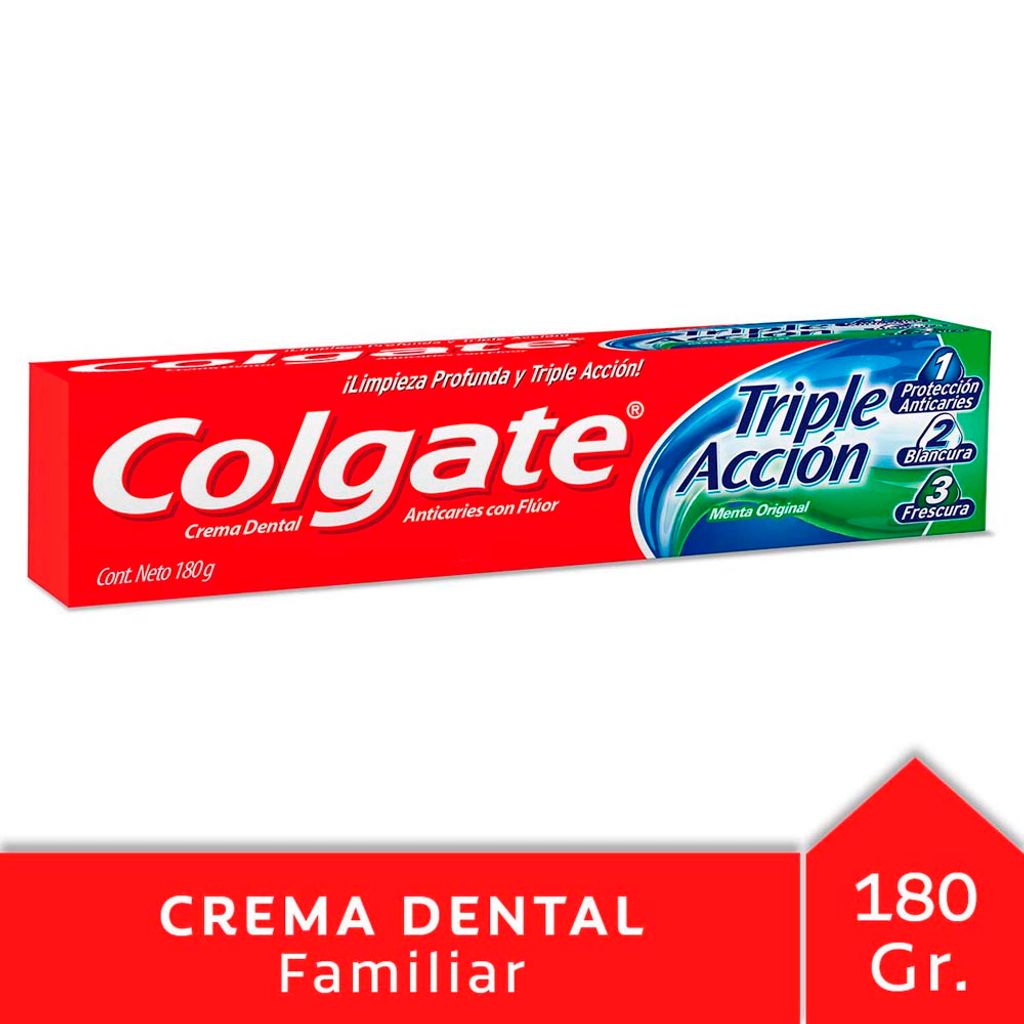 ¡Limpieza Profunda y Triple Acción!
Colgate®
Crema Dental
Anticaries con Flúor
Cont. Neto 180 g
Triple
Acción
Menta Original
1
Protección
Anticaries
2
Blancura
3
Frescura
CREMA DENTAL
Familiar
180
Gr.